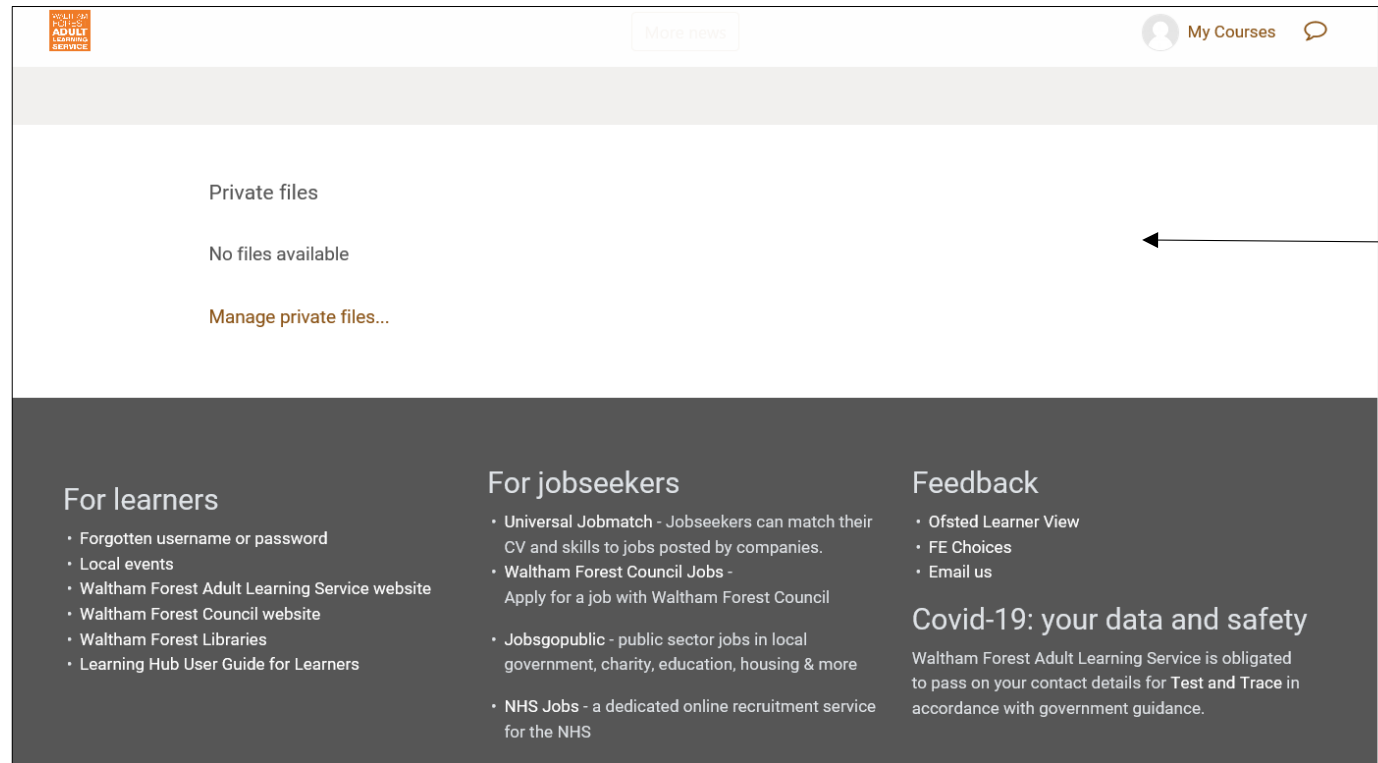 WALTHAM
FOREST
ADULT
LEARNING
SERVICE
More news
My Courses
Private files
No files available
Manage private files...
For learners
• Forgotten username or password
• Local events
• Waltham Forest Adult Learning Service website
• Waltham Forest Council website
• Waltham Forest Libraries
• Learning Hub User Guide for Learners
For jobseekers
• Universal Jobmatch - Jobseekers can match their
CV and skills to jobs posted by companies.
• Waltham Forest Council Jobs -
Apply for a job with Waltham Forest Council
• Jobsgopublic - public sector jobs in local
government, charity, education, housing & more
• NHS Jobs - a dedicated online recruitment service
for the NHS
Feedback
• Ofsted Learner View
• FE Choices
• Email us
Covid-19: your data and safety
Waltham Forest Adult Learning Service is obligated
to pass on your contact details for Test and Trace in
accordance with government guidance.